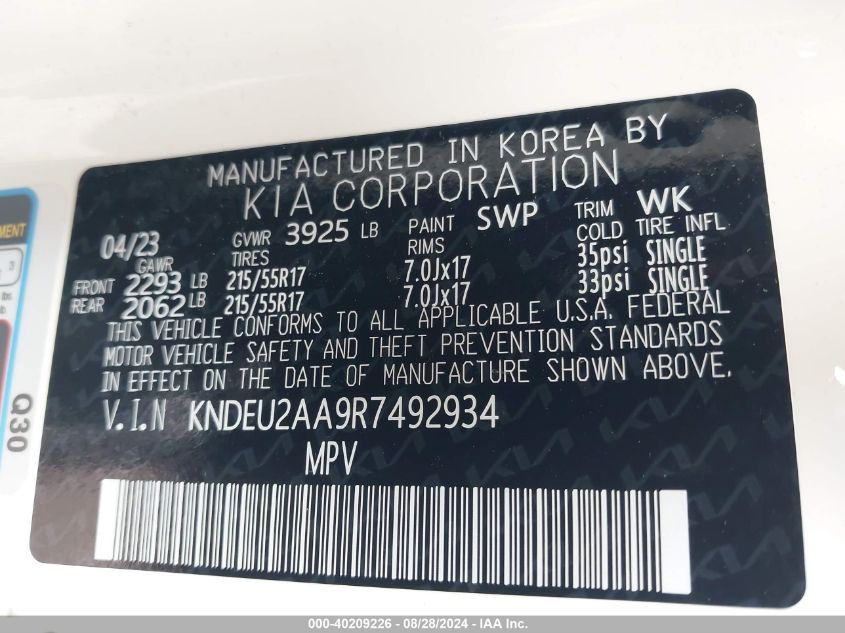 MANUFACTURED IN KOREA BY
KIA CORPORATION
04/23 GVWR 3925 LB PAINT SWP TRIM WK
GAWR TIRES RIMS COLD TIRE INFL
FRONT 2293 LB 215/55R17 7.0Jx17 35psi SINGLE
REAR 2062 LB 215/55R17 7.0Jx17 33psi SINGLE
THIS VEHICLE CONFORMS TO ALL APPLICABLE U.S.A. FEDERAL
MOTOR VEHICLE SAFETY AND THEFT PREVENTION STANDARDS
IN EFFECT ON THE DATE OF MANUFACTURE SHOWN ABOVE.
V.I.N KNDEU2AA9R7492934
MPV
Q30
000-40209226 / 08/28/2024 - IAA Inc.